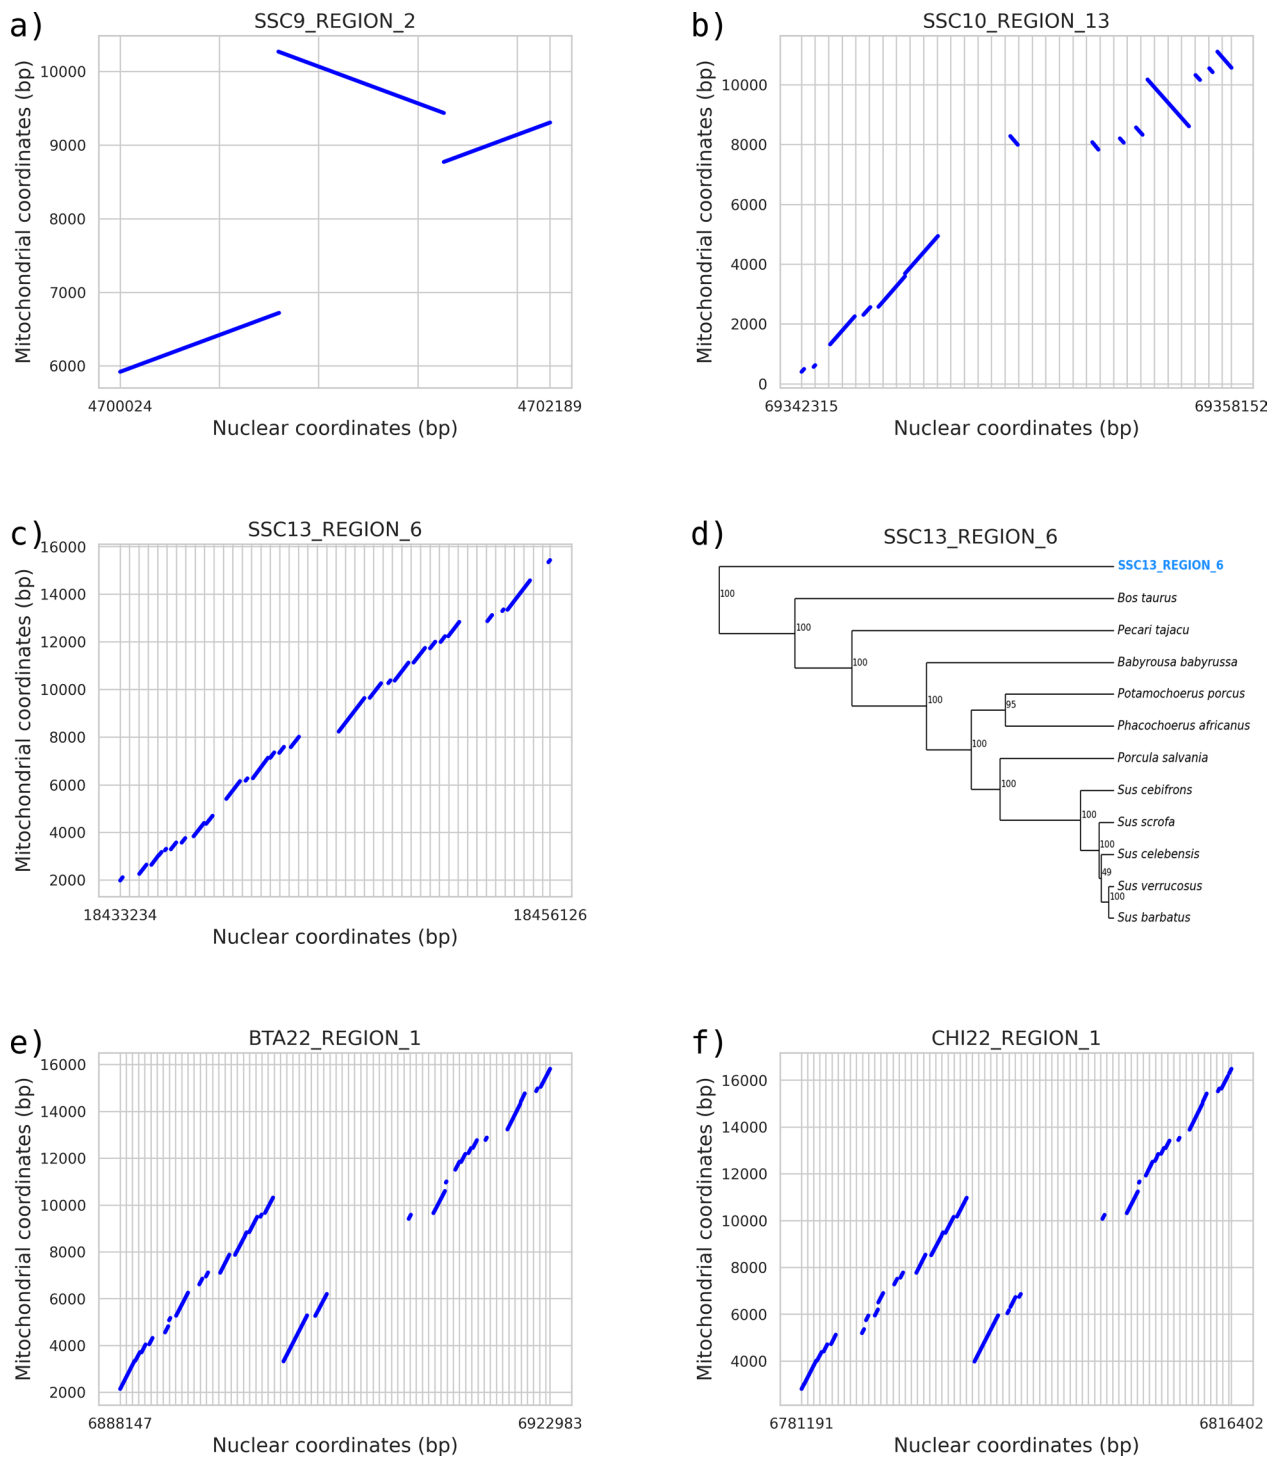 a)
SSC9_REGION_2
Mitochondrial coordinates (bp)
10000
9000
8000
7000
6000
4700024
4702189
Nuclear coordinates (bp)
b)
SSC10_REGION_13
Mitochondrial coordinates (bp)
10000
8000
6000
4000
2000
0
69342315
69358152
Nuclear coordinates (bp)
c)
SSC13_REGION_6
Mitochondrial coordinates (bp)
16000
14000
12000
10000
8000
6000
4000
2000
18433234
18456126
Nuclear coordinates (bp)
d)
SSC13_REGION_6
SSC13_REGION_6
100
Bos taurus
100
Pecari tajacu
100
Babyrousa babyrussa
100
Potamochoerus porcus
95
Phacochoerus africanus
100
Porcula salvania
100
Sus cebifrons
100
Sus scrofa
100
Sus celebensis
49
Sus verrucosus
100
Sus barbatus
e)
BTA22_REGION_1
Mitochondrial coordinates (bp)
16000
14000
12000
10000
8000
6000
4000
2000
6888147
6922983
Nuclear coordinates (bp)
f)
CHI22_REGION_1
Mitochondrial coordinates (bp)
16000
14000
12000
10000
8000
6000
4000
6781191
6816402
Nuclear coordinates (bp)